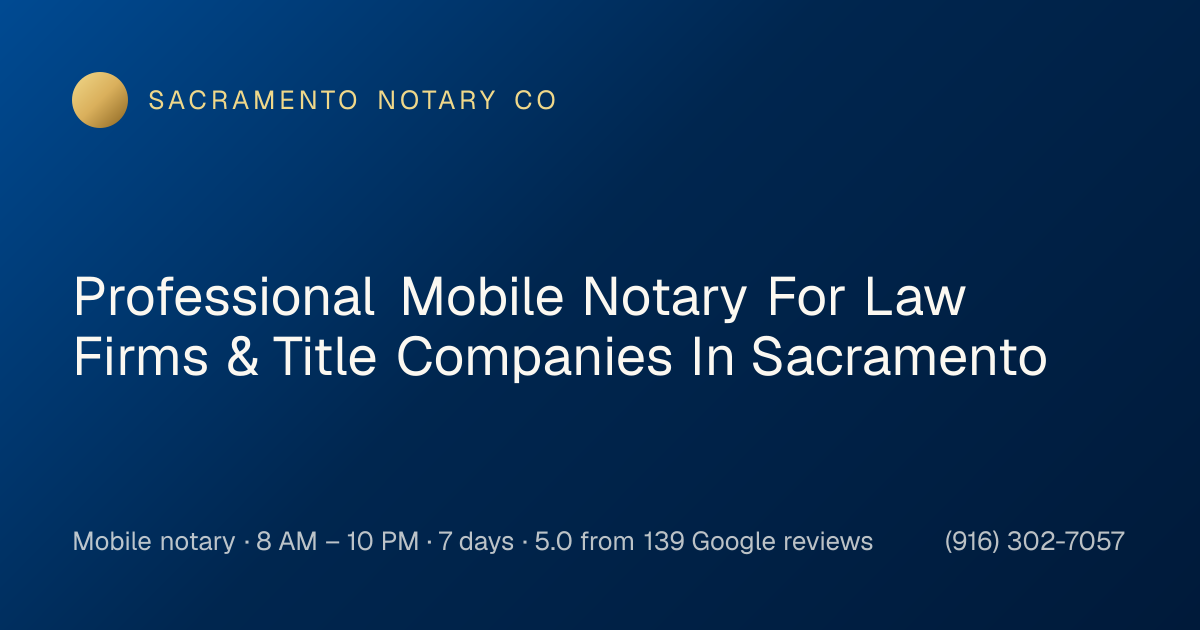 SACRAMENTO NOTARY CO
Professional Mobile Notary For Law
Firms & Title Companies In Sacramento
Mobile notary · 8 AM – 10 PM · 7 days · 5.0 from 139 Google reviews
(916) 302-7057